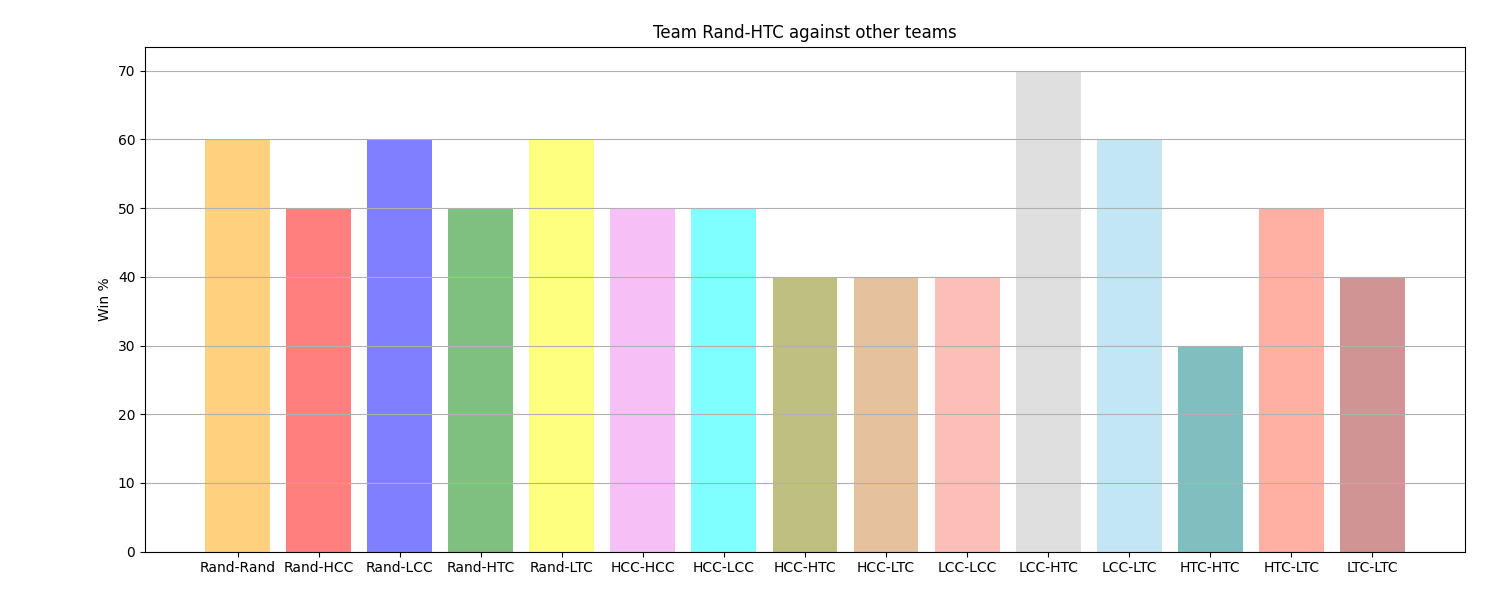 Team Rand-HTC against other teams
Win %
70
60
50
40
30
20
10
0
Rand-Rand Rand-HCC Rand-LCC Rand-HTC Rand-LTC HCC-HCC HCC-LCC HCC-HTC HCC-LTC LCC-LCC LCC-HTC LCC-LTC HTC-HTC HTC-LTC LTC-LTC